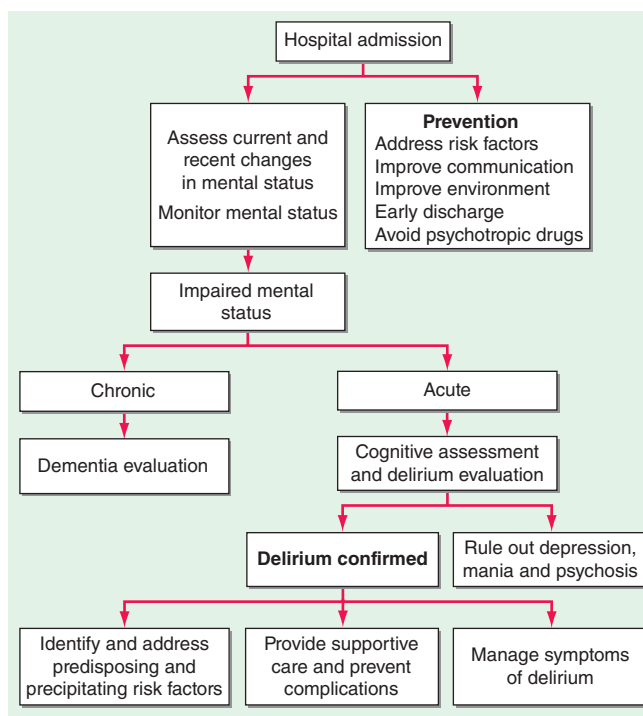 Hospital admission
Assess current and
recent changes
in mental status
Monitor mental status
Prevention
Address risk factors
Improve communication
Improve environment
Early discharge
Avoid psychotropic drugs
Impaired mental
status
Chronic
Acute
Dementia evaluation
Cognitive assessment
and delirium evaluation
Delirium confirmed
Rule out depression,
mania and psychosis
Identify and address
predisposing and
precipitating risk factors
Provide supportive
care and prevent
complications
Manage symptoms
of delirium